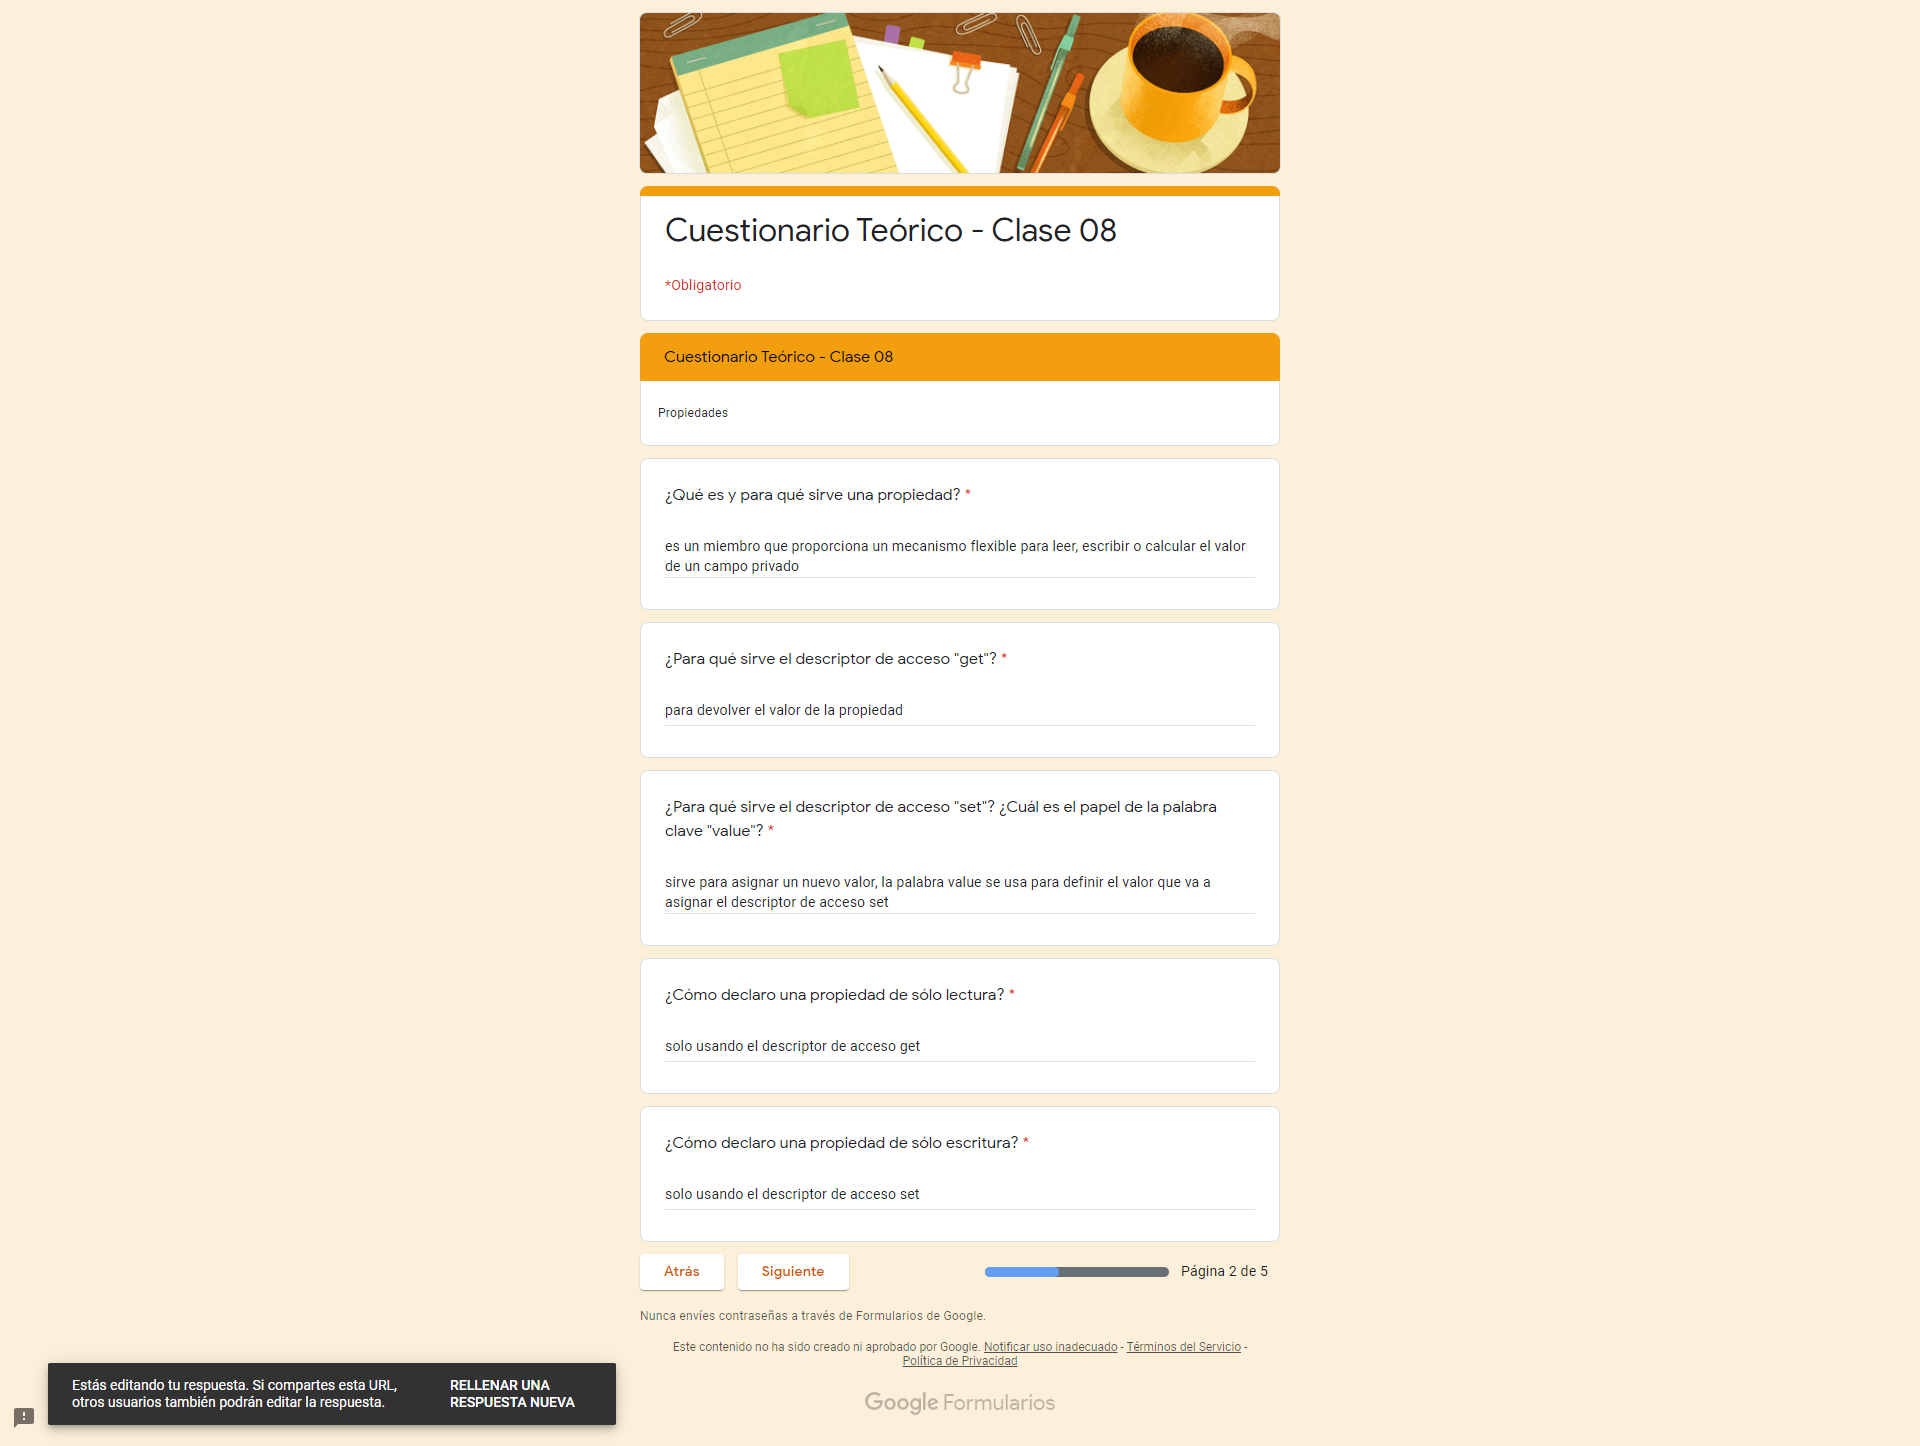 Cuestionario Teórico - Clase 08
*Obligatorio
Cuestionario Teórico - Clase 08
Propiedades
¿Qué es y para qué sirve una propiedad? *
es un miembro que proporciona un mecanismo flexible para leer, escribir o calcular el valor
de un campo privado
¿Para qué sirve el descriptor de acceso "get"? *
para devolver el valor de la propiedad
¿Para qué sirve el descriptor de acceso "set"? ¿Cuál es el papel de la palabra
clave "value"? *
sirve para asignar un nuevo valor, la palabra value se usa para definir el valor que va a
asignar el descriptor de acceso set
¿Cómo declaro una propiedad de sólo lectura? *
solo usando el descriptor de acceso get
¿Cómo declaro una propiedad de sólo escritura? *
solo usando el descriptor de acceso set
Atrás Siguiente Página 2 de 5
Nunca envíes contraseñas a través de Formularios de Google.
Este contenido no ha sido creado ni aprobado por Google. Notificar uso inadecuado - Términos del Servicio -
Política de Privacidad
Estás editando tu respuesta. Si compartes esta URL, RELLENAR UNA
otros usuarios también podrán editar la respuesta. RESPUESTA NUEVA
Google Formularios